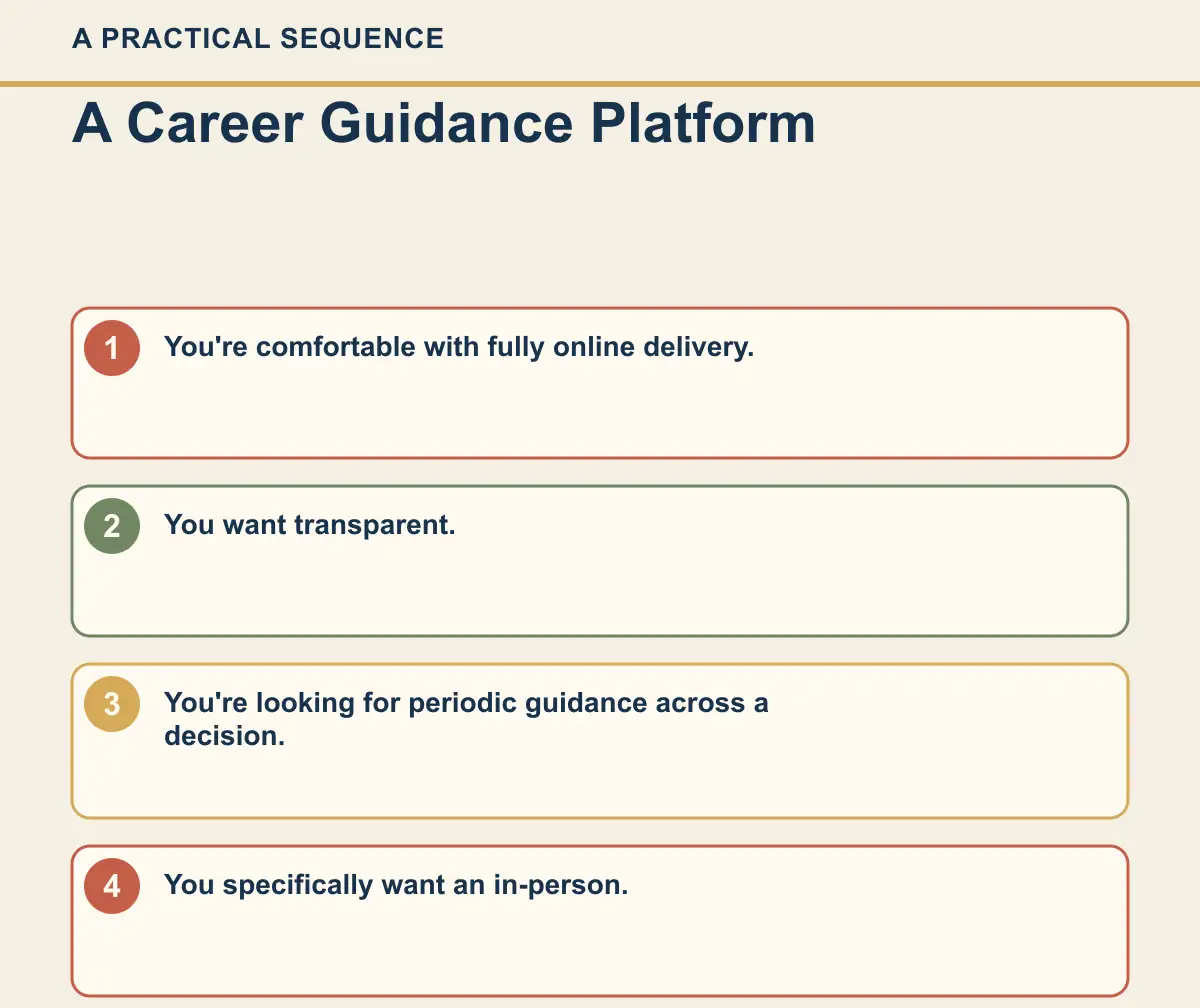 A PRACTICAL SEQUENCE
A Career Guidance Platform
1
You're comfortable with fully online delivery.
2
You want transparent.
3
You're looking for periodic guidance across a
decision.
4
You specifically want an in-person.